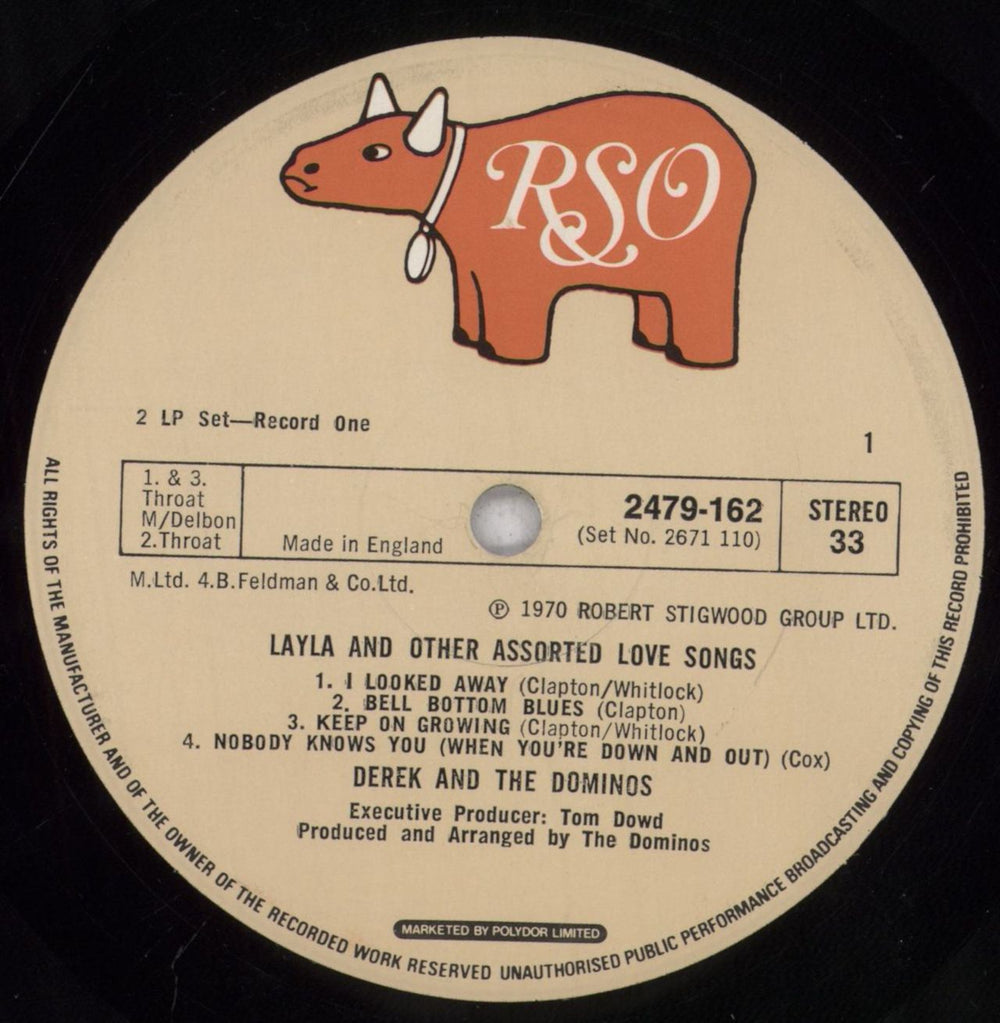 RSO
2 LP Set—Record One
1
1. & 3.
Throat
M/Delbon
2.Throat
Made in England
2479-162
(Set No. 2671 110)
STEREO
33
M.Ltd. 4.B.Feldman & Co.Ltd.
℗ 1970 ROBERT STIGWOOD GROUP LTD.
LAYLA AND OTHER ASSORTED LOVE SONGS
1. I LOOKED AWAY (Clapton/Whitlock)
2. BELL BOTTOM BLUES (Clapton)
3. KEEP ON GROWING (Clapton/Whitlock)
4. NOBODY KNOWS YOU (WHEN YOU'RE DOWN AND OUT) (Cox)
DEREK AND THE DOMINOS
Executive Producer: Tom Dowd
Produced and Arranged by The Dominos
MARKETED BY POLYDOR LIMITED
ALL RIGHTS OF THE MANUFACTURER AND OF THE OWNER OF THE RECORDED WORK RESERVED UNAUTHORISED PUBLIC PERFORMANCE BROADCASTING AND COPYING OF THIS RECORD PROHIBITED